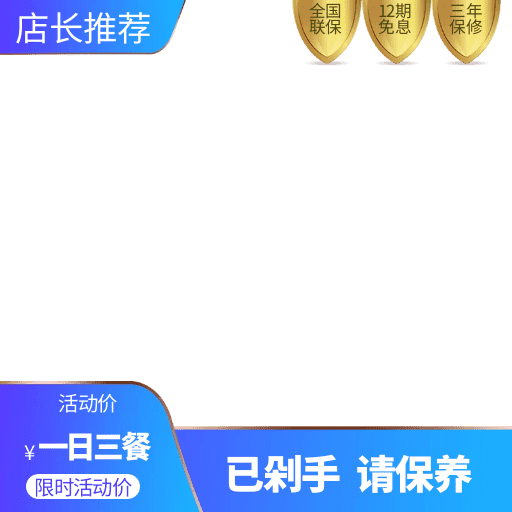 店长推荐
全国
联保
12期
免息
三年
保修
活动价
¥一日三餐
限时活动价
已剁手 请保养